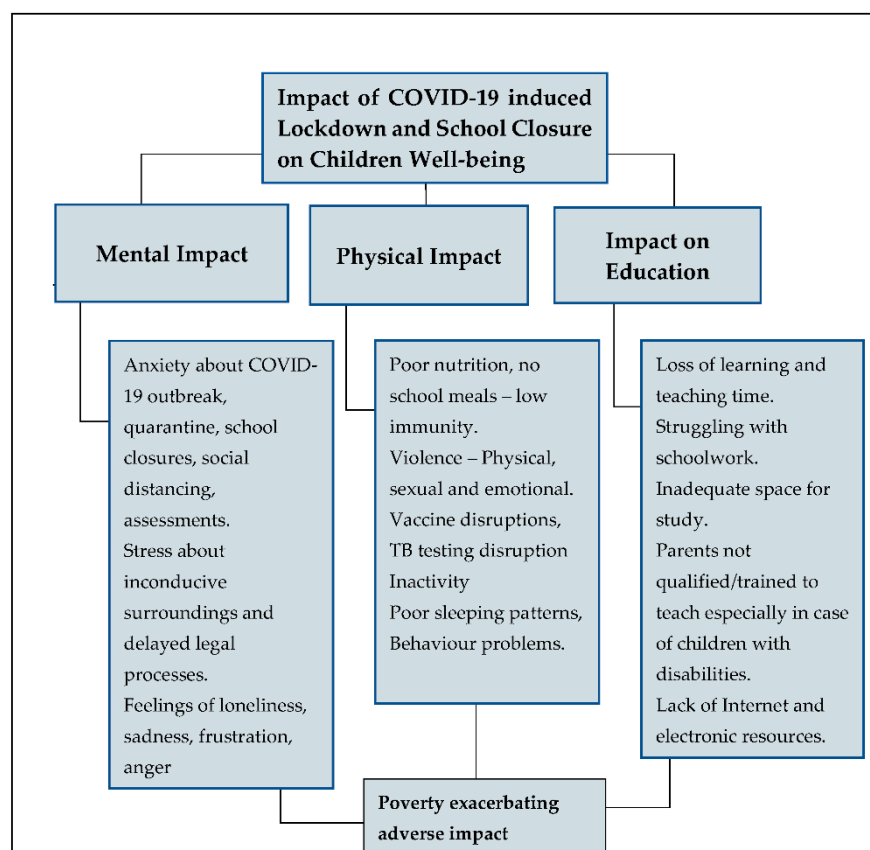 Impact of COVID-19 induced
Lockdown and School Closure
on Children Well-being
Mental Impact
Physical Impact
Impact on
Education
Anxiety about COVID-
19 outbreak,
quarantine, school
closures, social
distancing,
assessments.
Stress about
inconducive
surroundings and
delayed legal
processes.
Feelings of loneliness,
sadness, frustration,
anger
Poor nutrition, no
school meals – low
immunity.
Violence – Physical,
sexual and emotional.
Vaccine disruptions,
TB testing disruption
Inactivity
Poor sleeping patterns,
Behaviour problems.
Loss of learning and
teaching time.
Struggling with
schoolwork.
Inadequate space for
study.
Parents not
qualified/trained to
teach especially in case
of children with
disabilities.
Lack of Internet and
electronic resources.
Poverty exacerbating
adverse impact